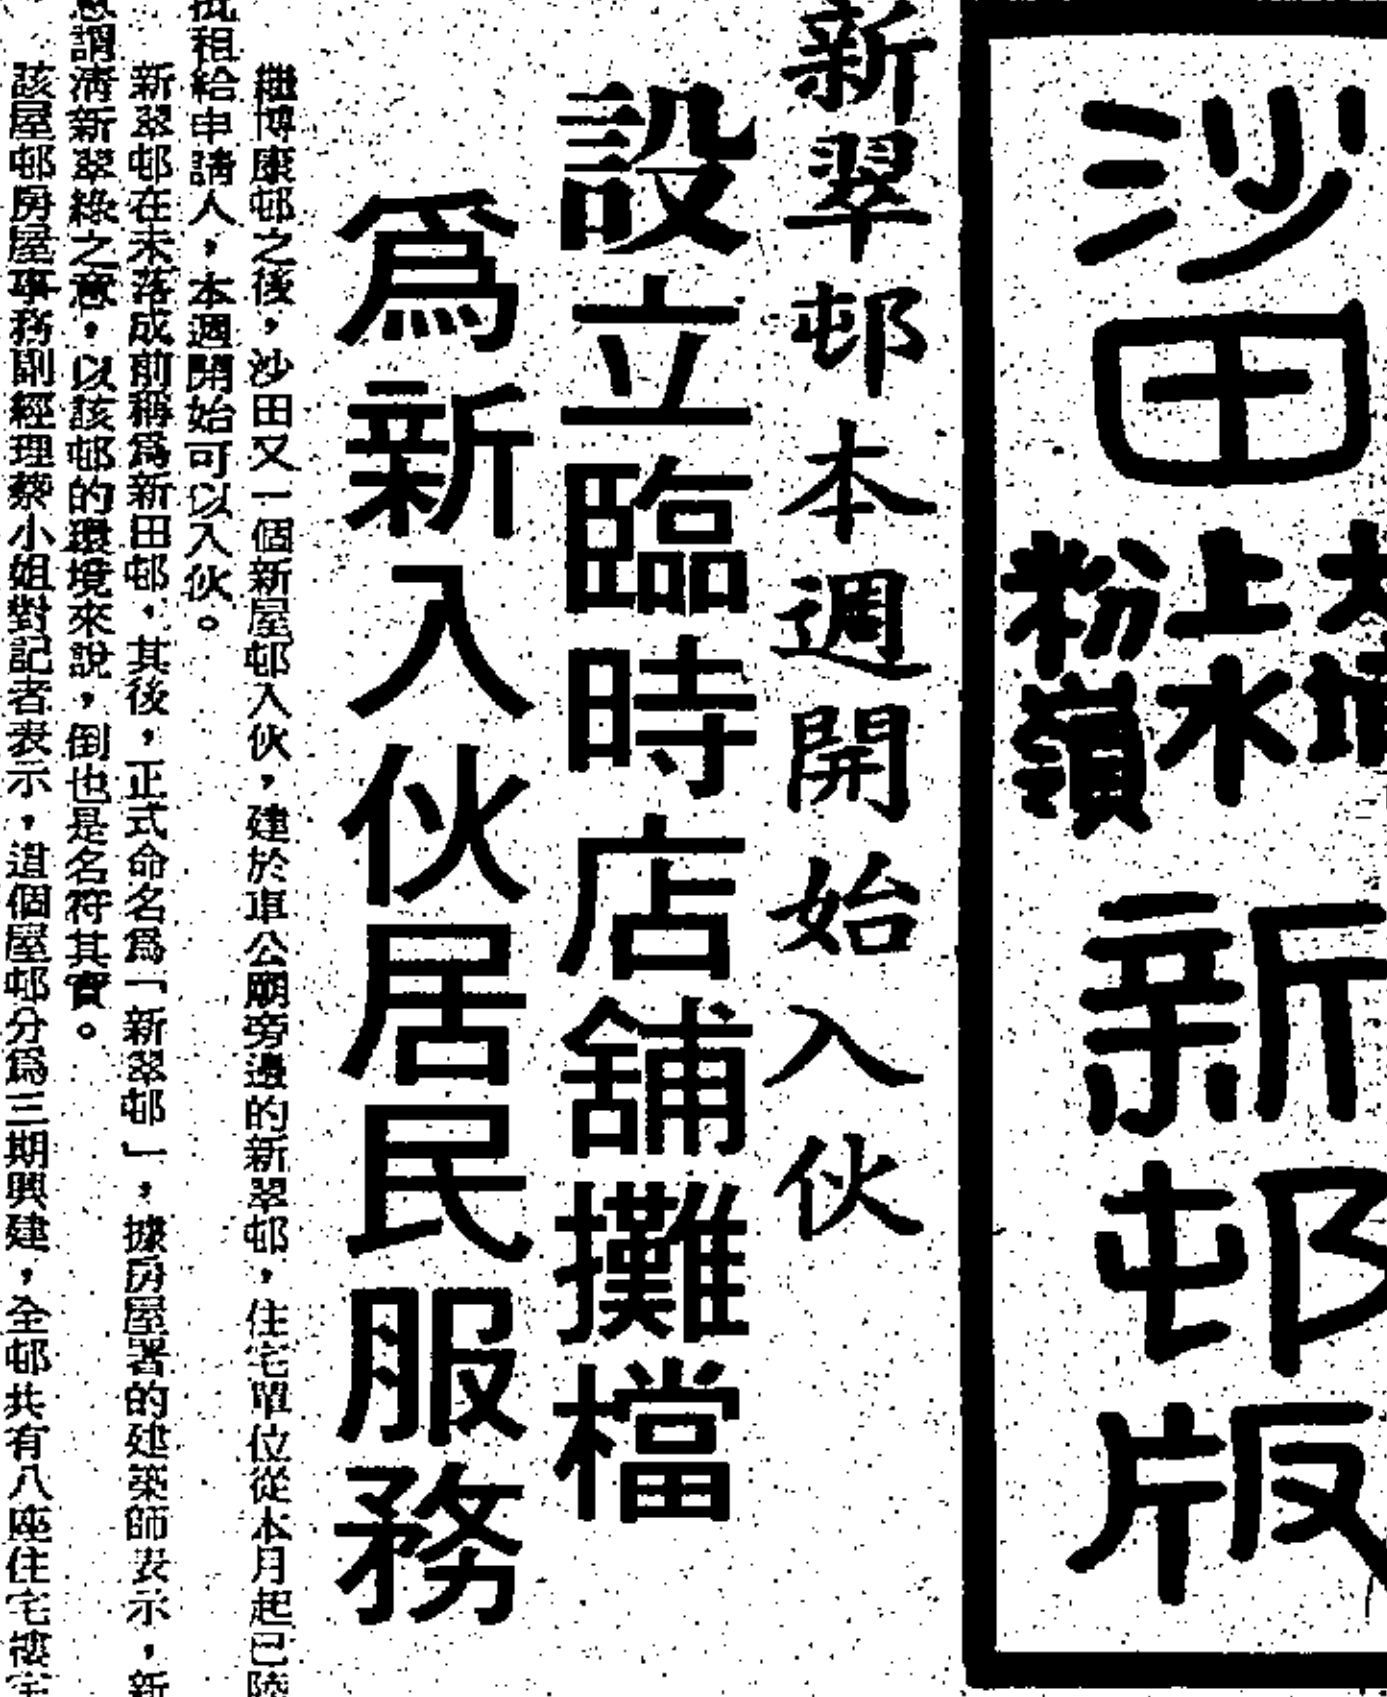 沙田
上水
粉嶺
新邨版
新翠邨本週開始入伙
設立臨時店舖攤檔
爲新入伙居民服務
繼博康邨之後，沙田又一個新屋邨入伙，建於車公廟旁邊的新翠邨，住宅單位從本月起已陸
批租給申請人，本週開始可以入伙。
新翠邨在未落成前稱爲新田邨，其後，正式命名爲「新翠邨」，據房屋署的建築師表示，新
意謂清新翠綠之意，以該邨的環境來說，倒也是名符其實。
該屋邨房屋事務副經理蔡小姐對記者表示，這個屋邨分爲三期興建，全邨共有八座住宅樓宇